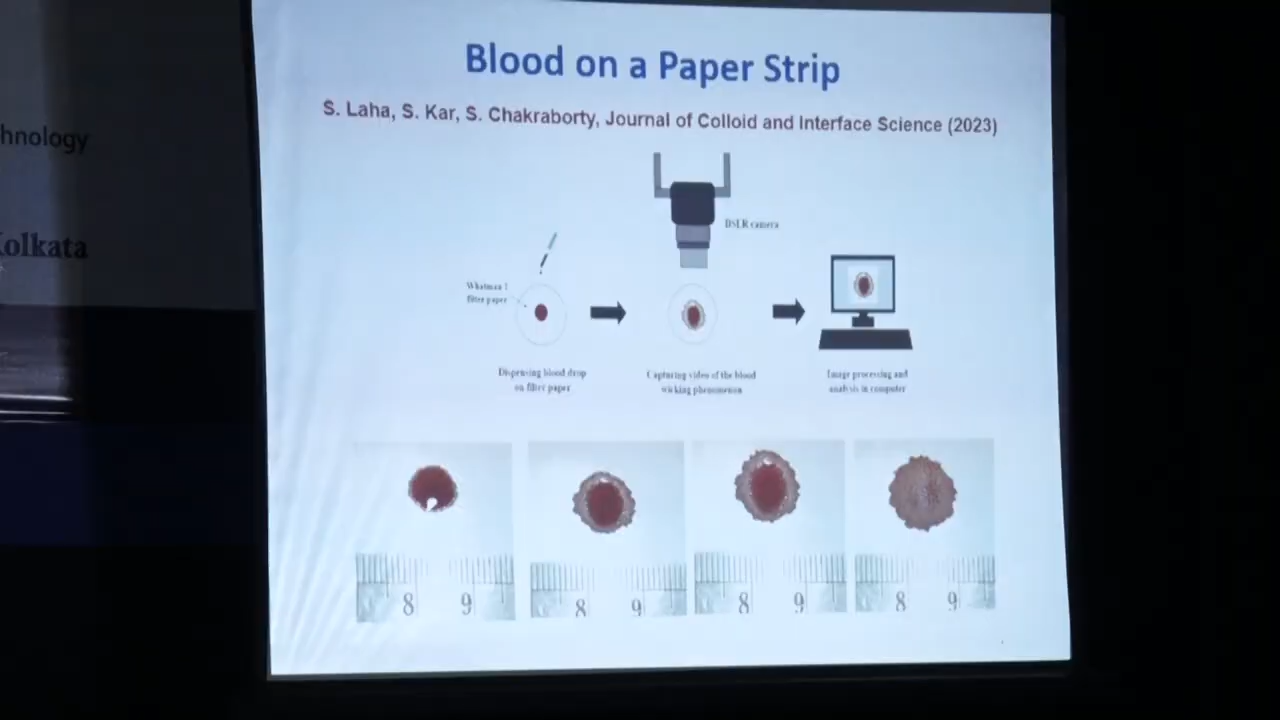 hnology
Kolkata
Blood on a Paper Strip
S. Laha, S. Kar, S. Chakraborty, Journal of Colloid and Interface Science (2023)
DSLR camera
Whatman 1
filter paper
Dispensing blood drop
on filter paper
Capturing video of the blood
wicking phenomenon
Image processing and
analysis in computer
8 9
8 9
8 9
8 9